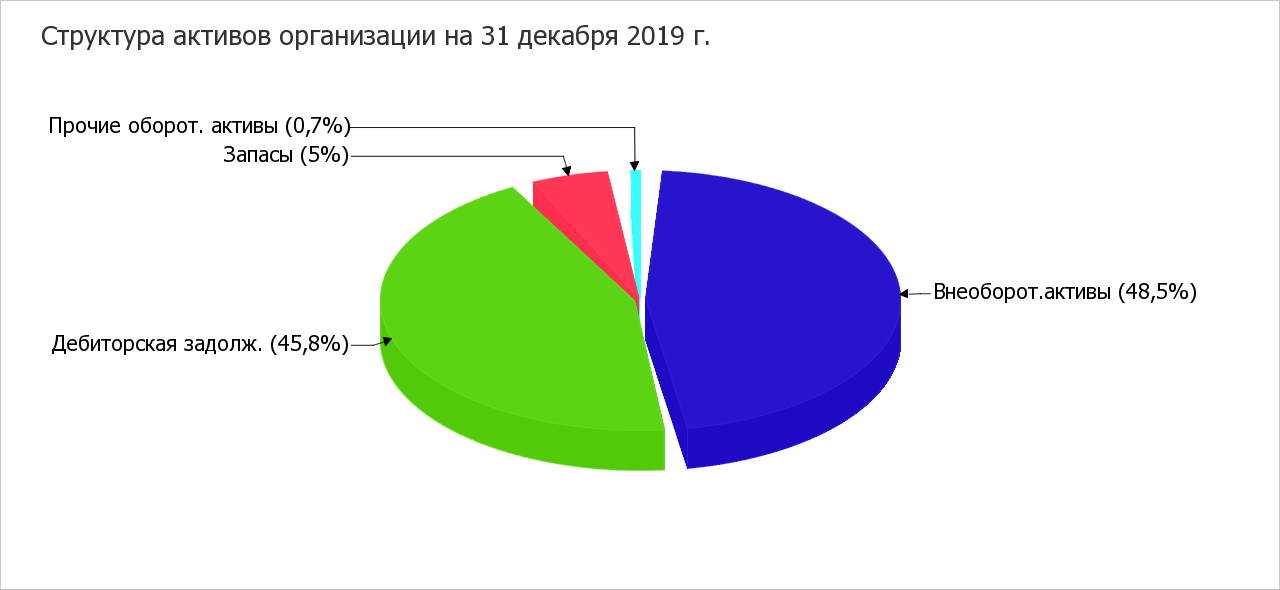 Структура активов организации на 31 декабря 2019 г.
Прочие оборот. активы (0,7%)
Запасы (5%)
Внеоборот.активы (48,5%)
Дебиторская задолж. (45,8%)